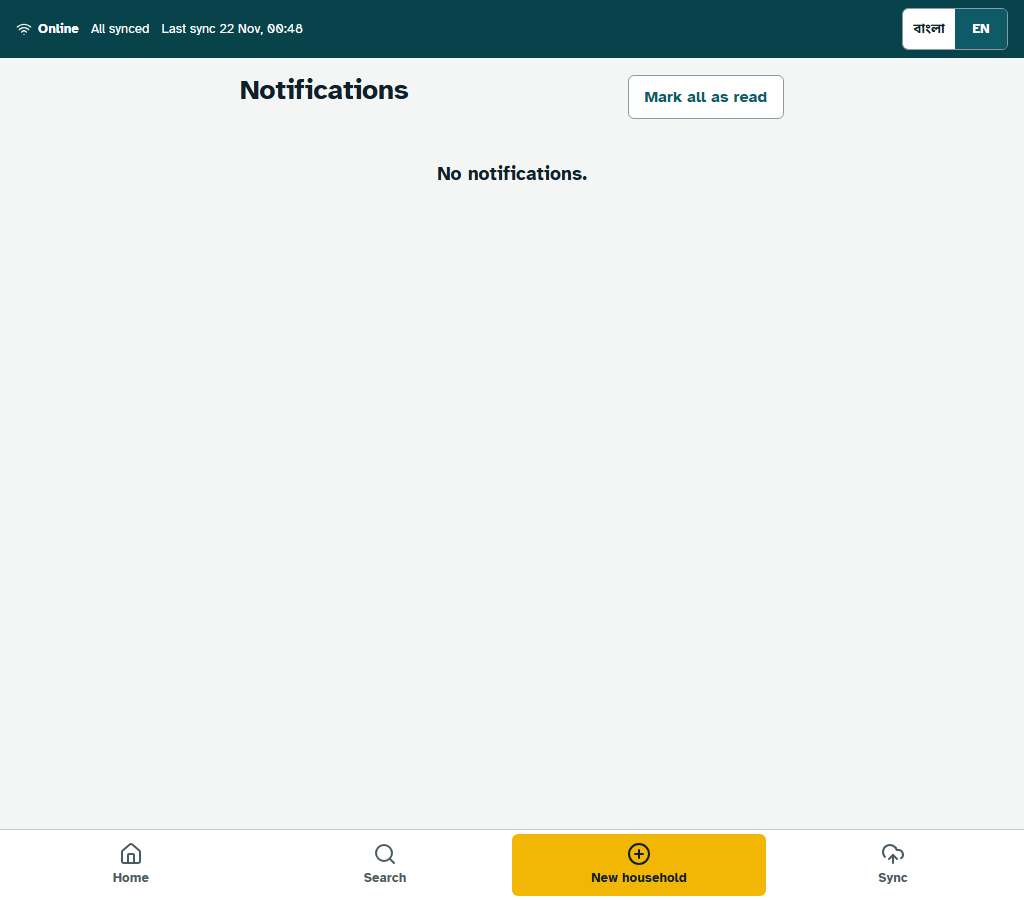 Online All synced Last sync 22 Nov, 00:48 বাংলা EN
Notifications Mark all as read
No notifications.
Home Search New household Sync